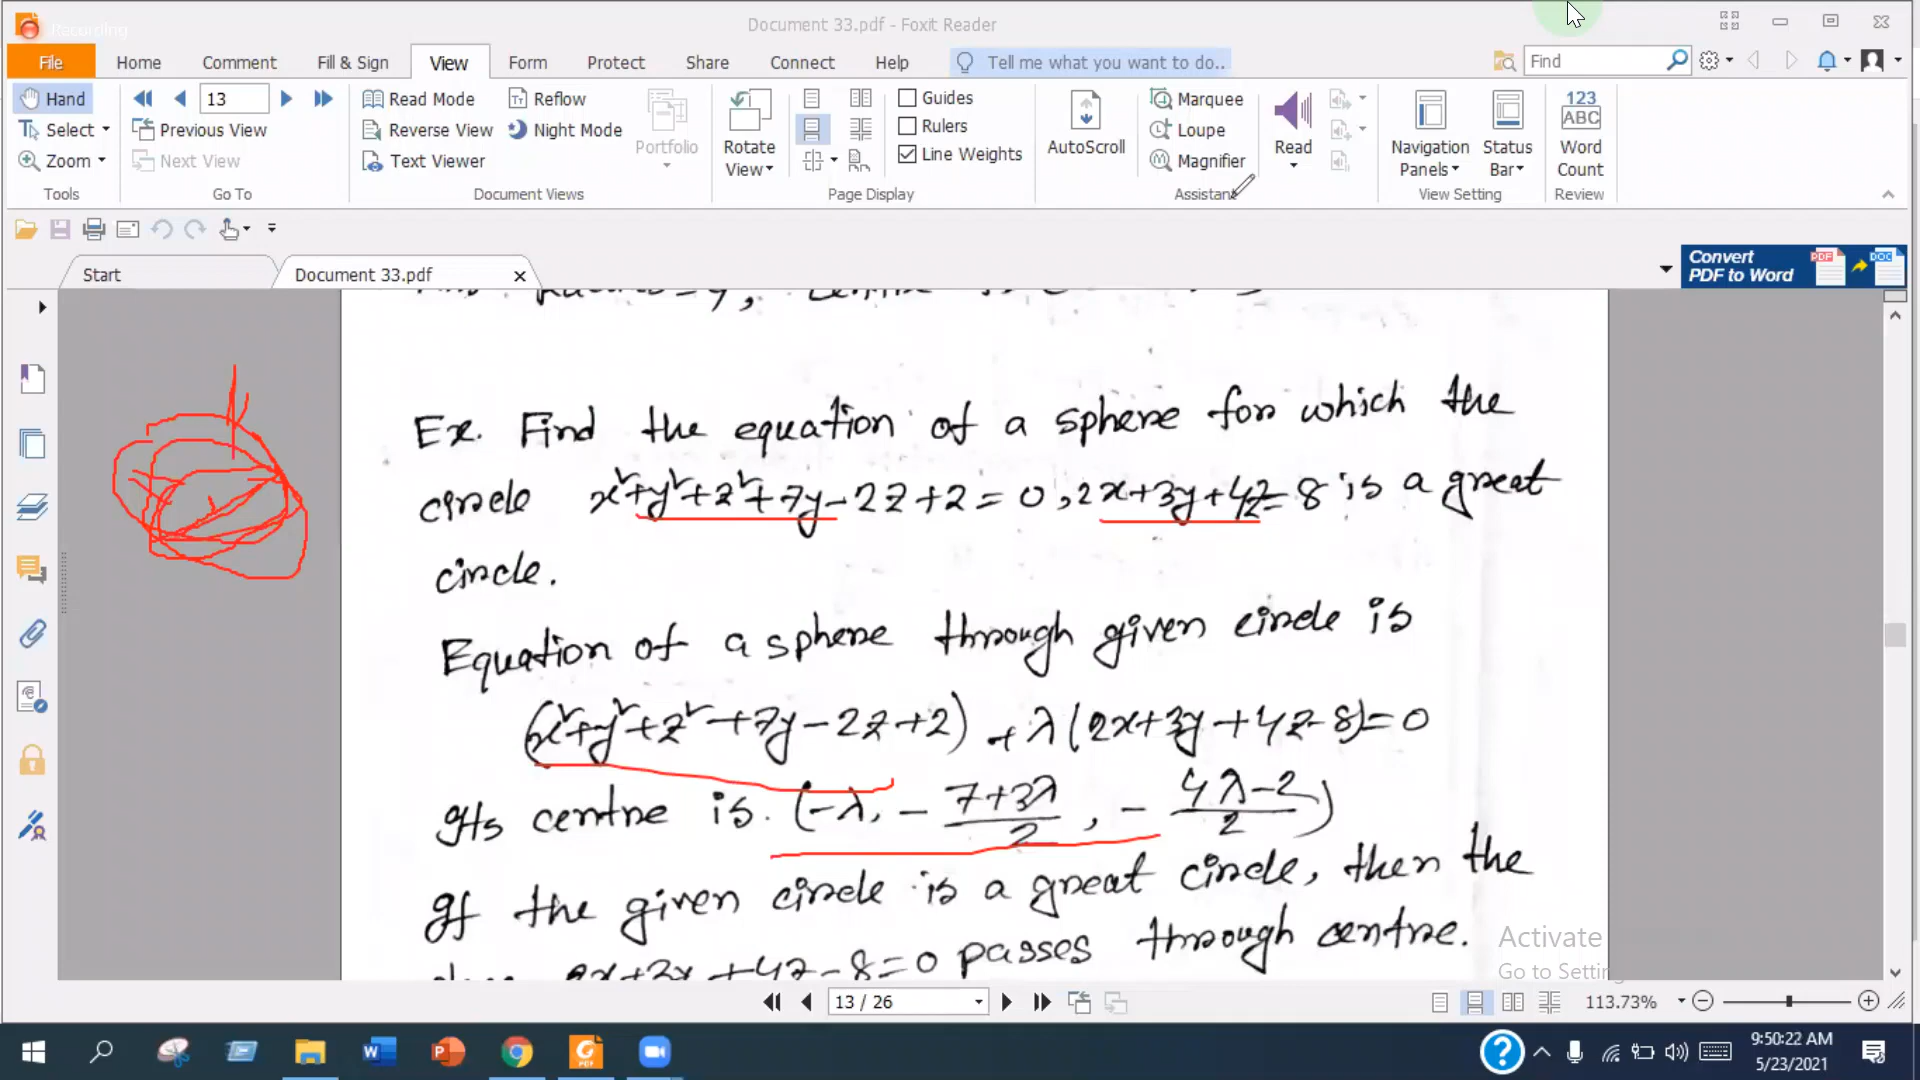 Recording
Document 33.pdf - Foxit Reader
File Home Comment Fill & Sign View Form Protect Share Connect Help Tell me what you want to do.. Find
Hand 13 Read Mode Reflow Guides Marquee 123
Select Previous View Reverse View Night Mode Rulers Loupe ABC
Zoom Next View Text Viewer Portfolio Rotate View Line Weights AutoScroll Magnifier Read Navigation Panels Status Bar Word Count
Tools Go To Document Views Page Display Assistant View Setting Review
Start Document 33.pdf
Convert PDF DOC
PDF to Word
Ex. Find the equation of a sphere for which the
circle x²+y²+z²+7y-2z+2=0, 2x+3y+4z=8 is a great
circle.
Equation of a sphere through given circle is
(x²+y²+z²+7y-2z+2) + λ(2x+3y+4z-8)=0
Its centre is. (-λ, - 7+3λ/2, - 4λ-2/2)
If the given circle is a great circle, then the
+4z-8=0 passes through centre.
Activate
Go to Settin
13 / 26 113.73%
9:50:22 AM
5/23/2021